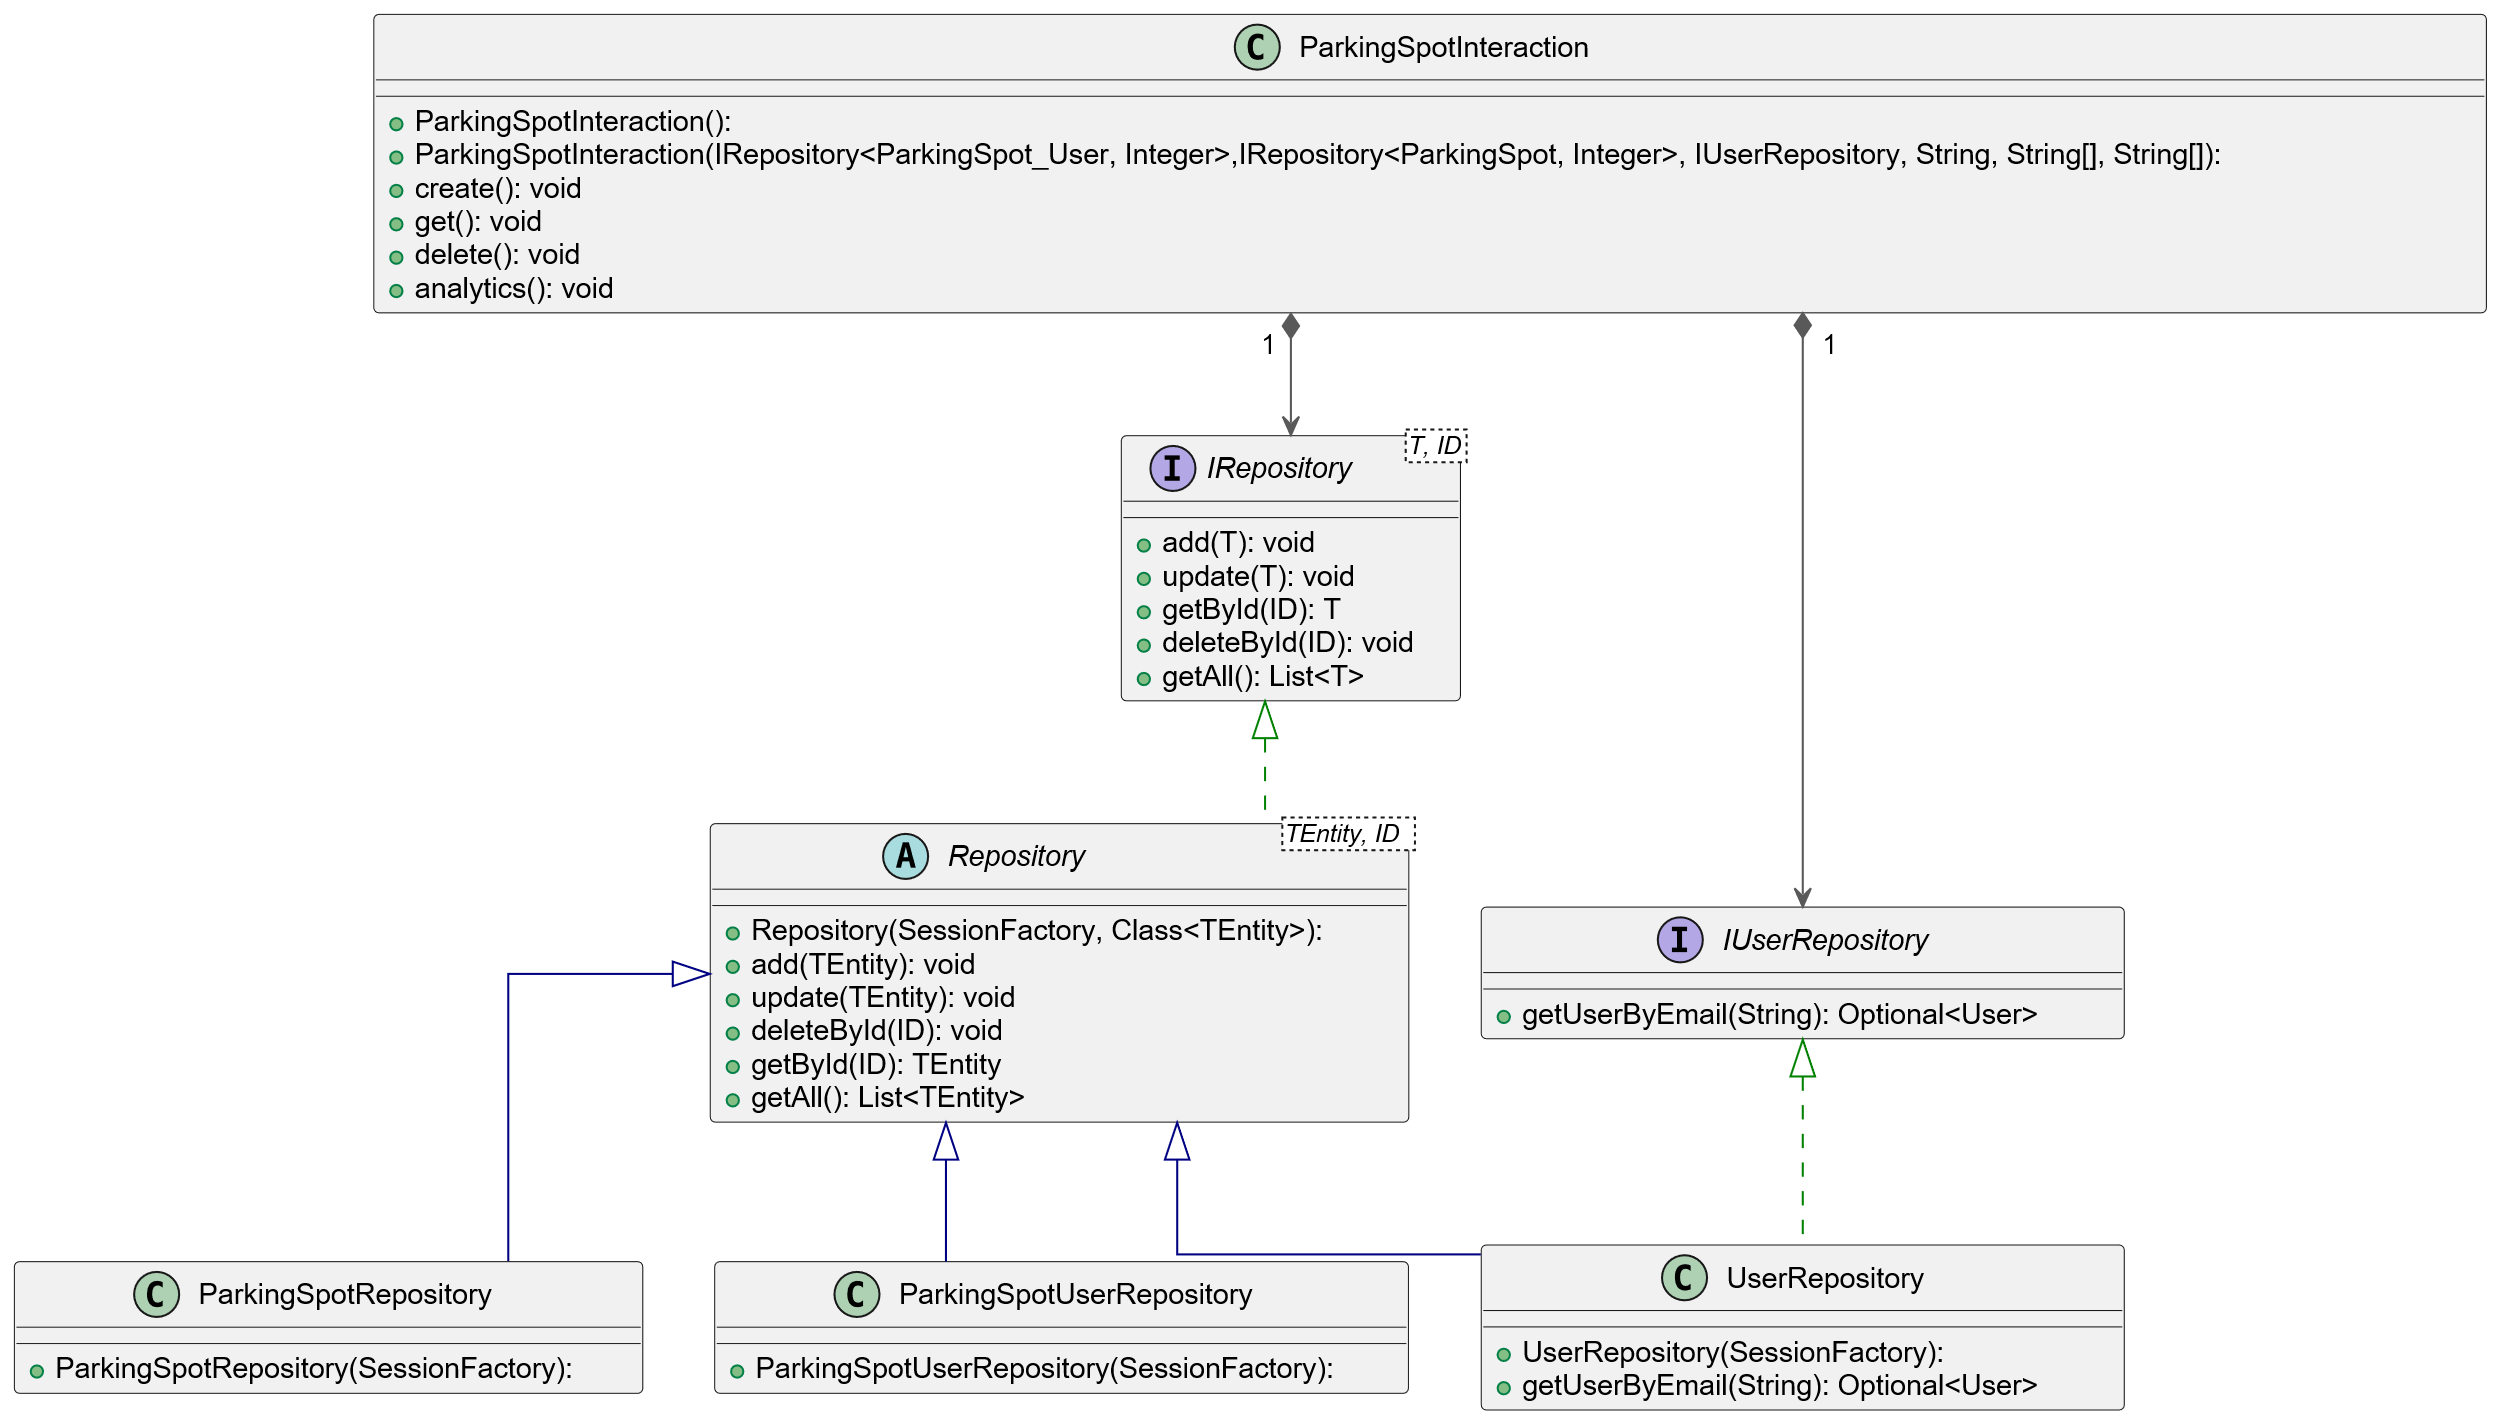 C ParkingSpotInteraction
ParkingSpotInteraction():
ParkingSpotInteraction(IRepository<ParkingSpot_User, Integer>,IRepository<ParkingSpot, Integer>, IUserRepository, String, String[], String[]):
create(): void
get(): void
delete(): void
analytics(): void
1
1
T, ID
I IRepository
add(T): void
update(T): void
getById(ID): T
deleteById(ID): void
getAll(): List<T>
TEntity, ID
A Repository
Repository(SessionFactory, Class<TEntity>):
add(TEntity): void
update(TEntity): void
deleteById(ID): void
getById(ID): TEntity
getAll(): List<TEntity>
I IUserRepository
getUserByEmail(String): Optional<User>
C ParkingSpotRepository
ParkingSpotRepository(SessionFactory):
C ParkingSpotUserRepository
ParkingSpotUserRepository(SessionFactory):
C UserRepository
UserRepository(SessionFactory):
getUserByEmail(String): Optional<User>